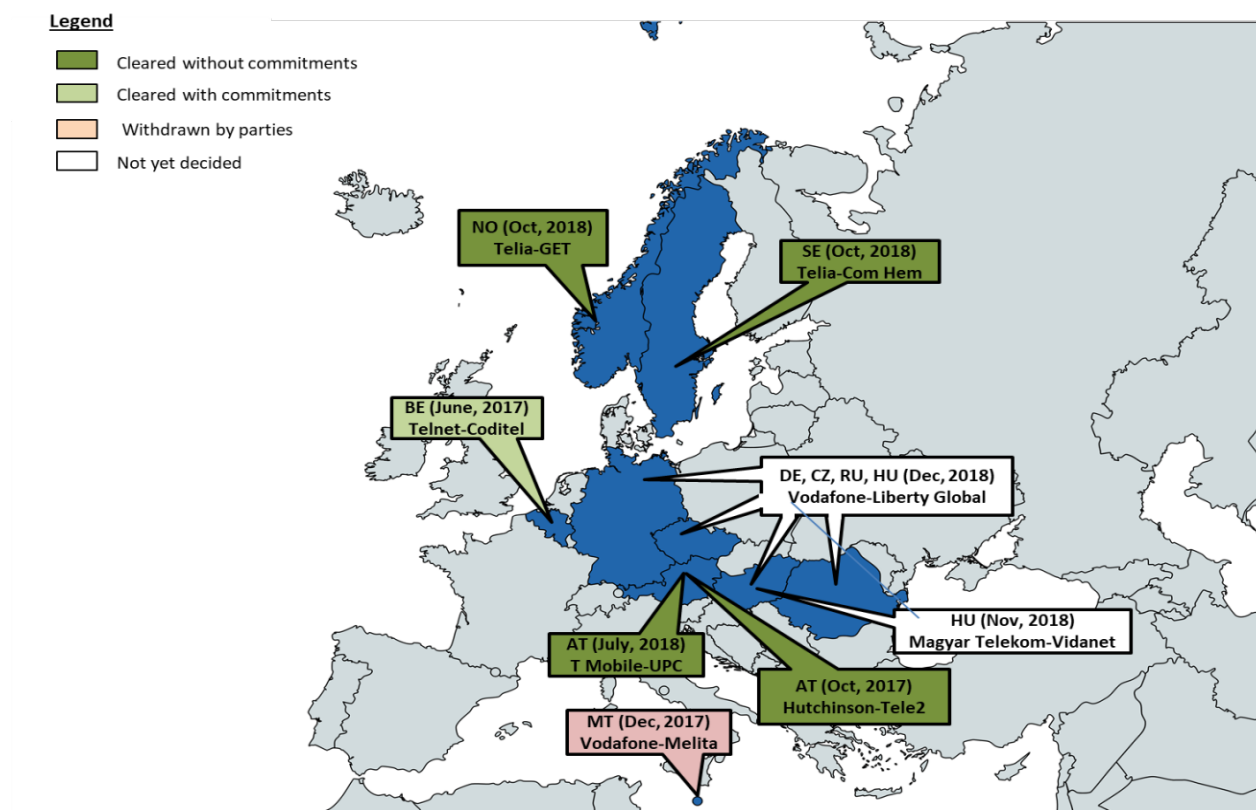 Legend
Cleared without commitments
Cleared with commitments
Withdrawn by parties
Not yet decided
NO (Oct, 2018)
Telia-GET
SE (Oct, 2018)
Telia-Com Hem
BE (June, 2017)
Telnet-Coditel
DE, CZ, RU, HU (Dec, 2018)
Vodafone-Liberty Global
HU (Nov, 2018)
Magyar Telekom-Vidanet
AT (July, 2018)
T Mobile-UPC
AT (Oct, 2017)
Hutchinson-Tele2
MT (Dec, 2017)
Vodafone-Melita